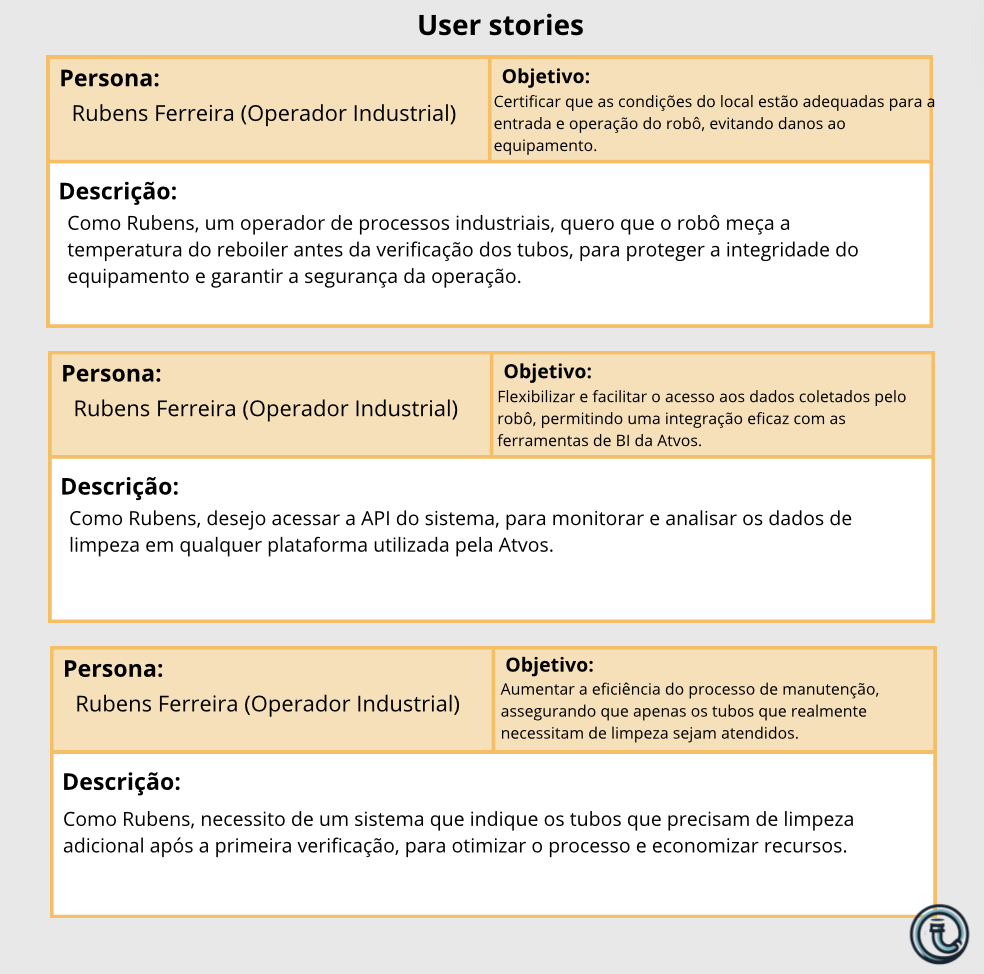 User stories
Persona:
Rubens Ferreira (Operador Industrial)
Objetivo:
Certificar que as condições do local estão adequadas para a
entrada e operação do robô, evitando danos ao
equipamento.
Descrição:
Como Rubens, um operador de processos industriais, quero que o robô meça a
temperatura do reboiler antes da verificação dos tubos, para proteger a integridade do
equipamento e garantir a segurança da operação.
Persona:
Rubens Ferreira (Operador Industrial)
Objetivo:
Flexibilizar e facilitar o acesso aos dados coletados pelo
robô, permitindo uma integração eficaz com as
ferramentas de BI da Atvos.
Descrição:
Como Rubens, desejo acessar a API do sistema, para monitorar e analisar os dados de
limpeza em qualquer plataforma utilizada pela Atvos.
Persona:
Rubens Ferreira (Operador Industrial)
Objetivo:
Aumentar a eficiência do processo de manutenção,
assegurando que apenas os tubos que realmente
necessitam de limpeza sejam atendidos.
Descrição:
Como Rubens, necessito de um sistema que indique os tubos que precisam de limpeza
adicional após a primeira verificação, para otimizar o processo e economizar recursos.